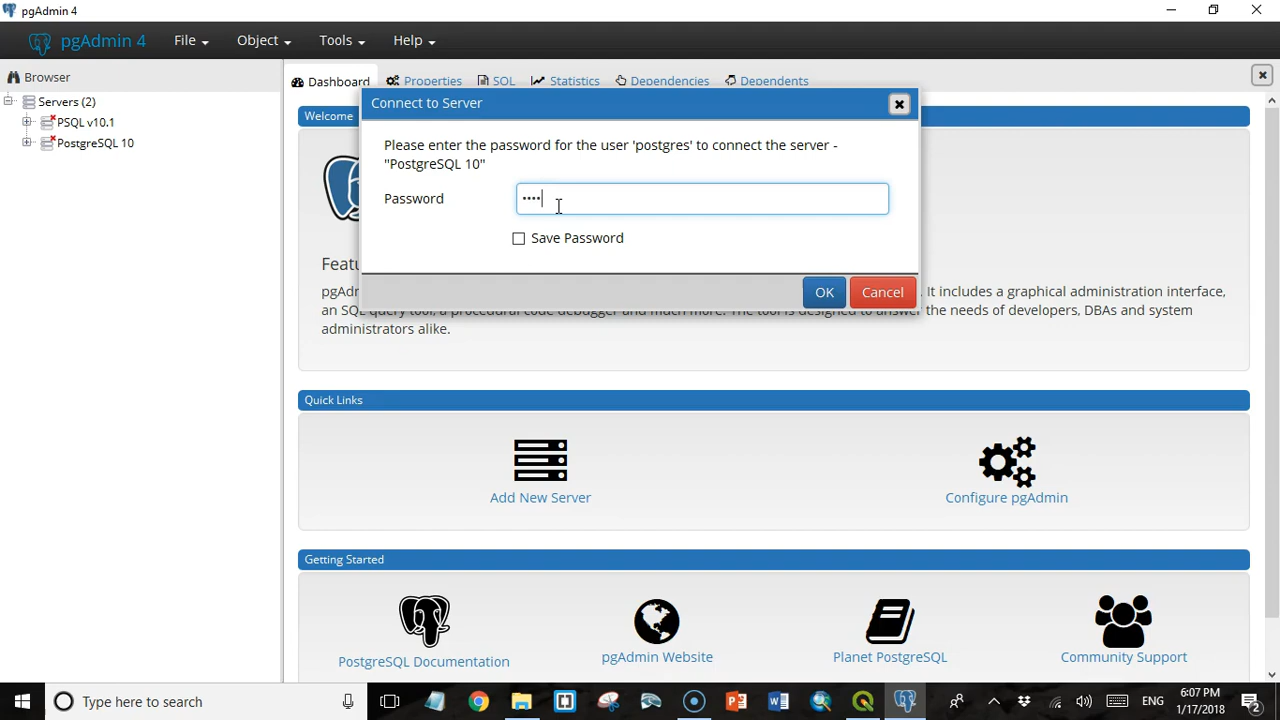 pgAdmin 4
pgAdmin 4 File Object Tools Help
Browser
Servers (2)
PSQL v10.1
PostgreSQL 10
Dashboard Properties SQL Statistics Dependencies Dependents
Welcome
Connect to Server
Please enter the password for the user 'postgres' to connect the server -
"PostgreSQL 10"
Password ••••
Save Password
OK Cancel
Featu
pgAdr . It includes a graphical administration interface,
an SQL query tool, a procedural code debugger and much more. The tool is designed to answer the needs of developers, DBAs and system
administrators alike.
Quick Links
Add New Server
Configure pgAdmin
Getting Started
PostgreSQL Documentation
pgAdmin Website
Planet PostgreSQL
Community Support
Type here to search
ENG
6:07 PM
1/17/2018
2